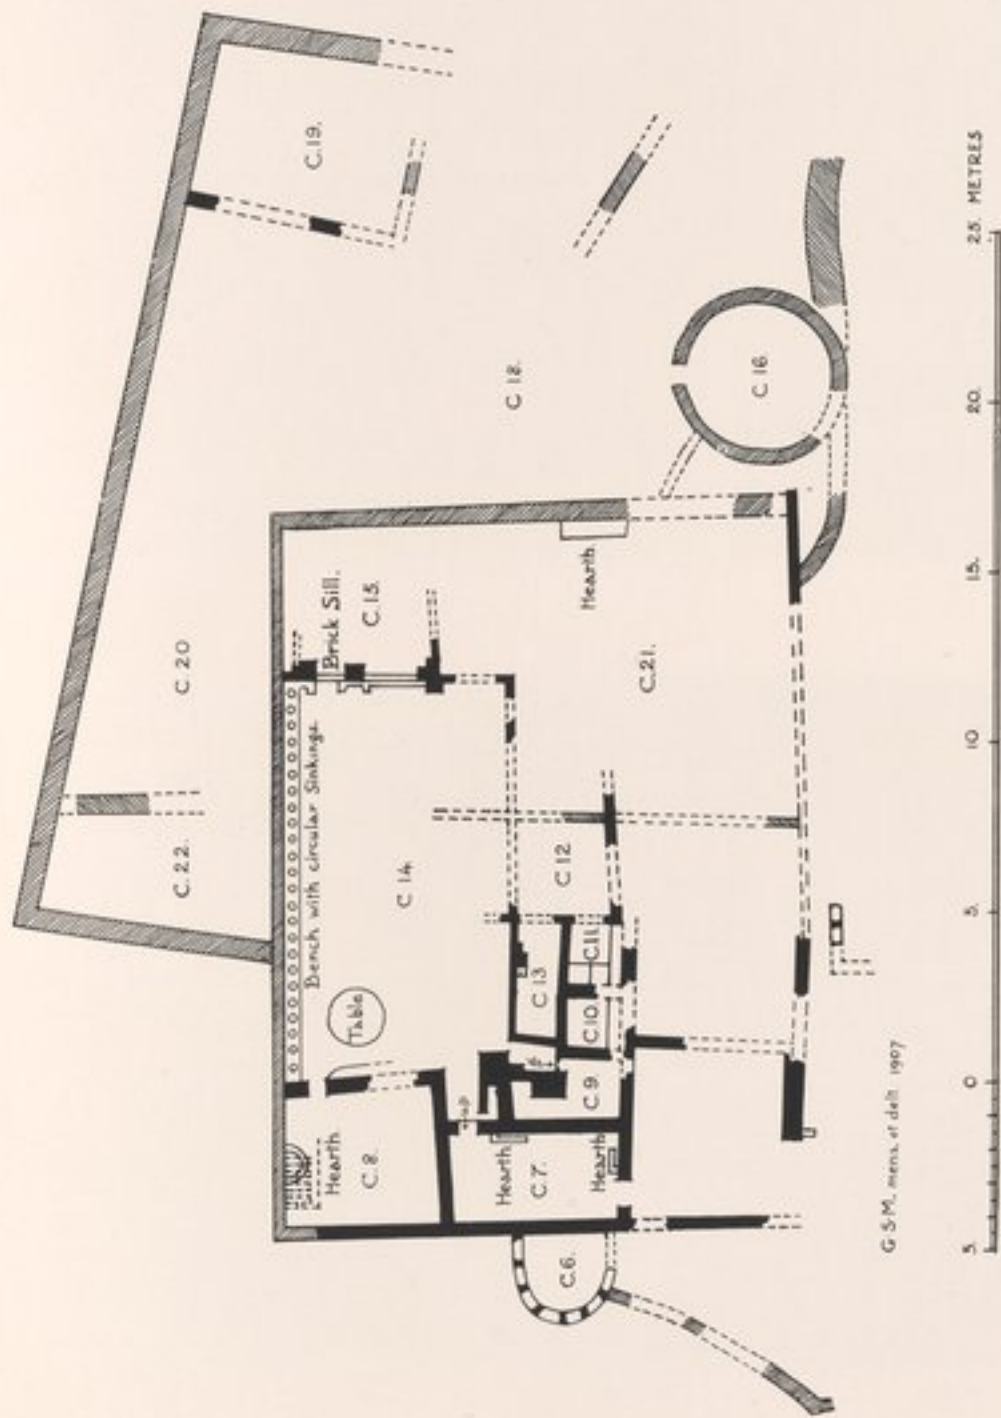 C.19.
C.18.
C.16.
C.20
C.22.
Brick Sill.
C.15.
Hearth.
C.21.
Bench with circular Sinkings.
C.14.
Table
C.12.
C.13
C.11.
C.10.
C.9
up
Hearth.
C.8.
Hearth
C.7.
Hearth
C.6.
G.S.M. mens. et delt 1907
5. 0 5. 10 15. 20. 25. METRES